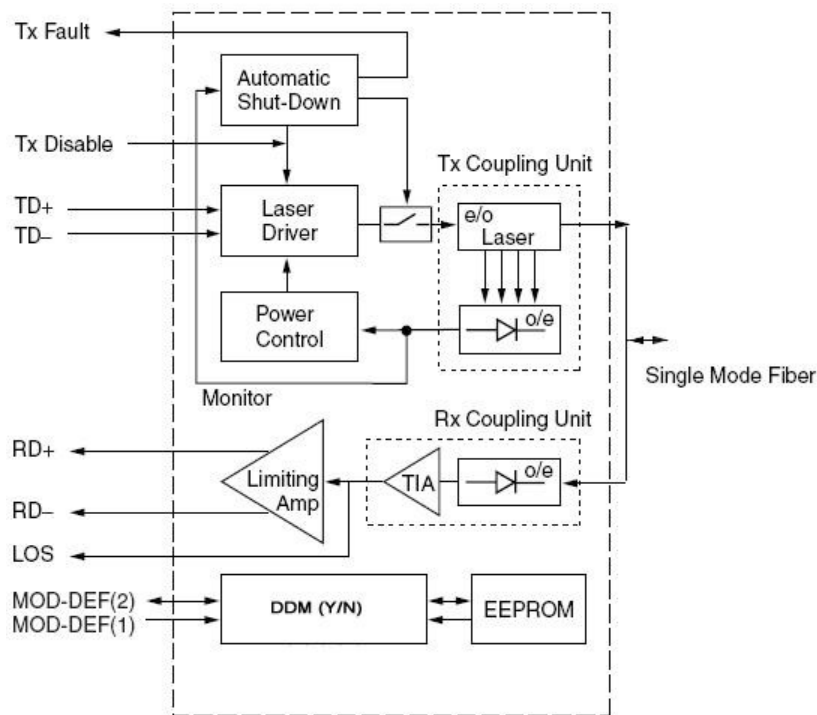 Tx Fault
Automatic
Shut-Down
Tx Disable
Tx Coupling Unit
TD+
TD–
Laser
Driver
e/o
Laser
Power
Control
o/e
Monitor
Single Mode Fiber
Rx Coupling Unit
RD+
RD–
Limiting
Amp
TIA
o/e
LOS
MOD-DEF(2)
MOD-DEF(1)
DDM (Y/N)
EEPROM